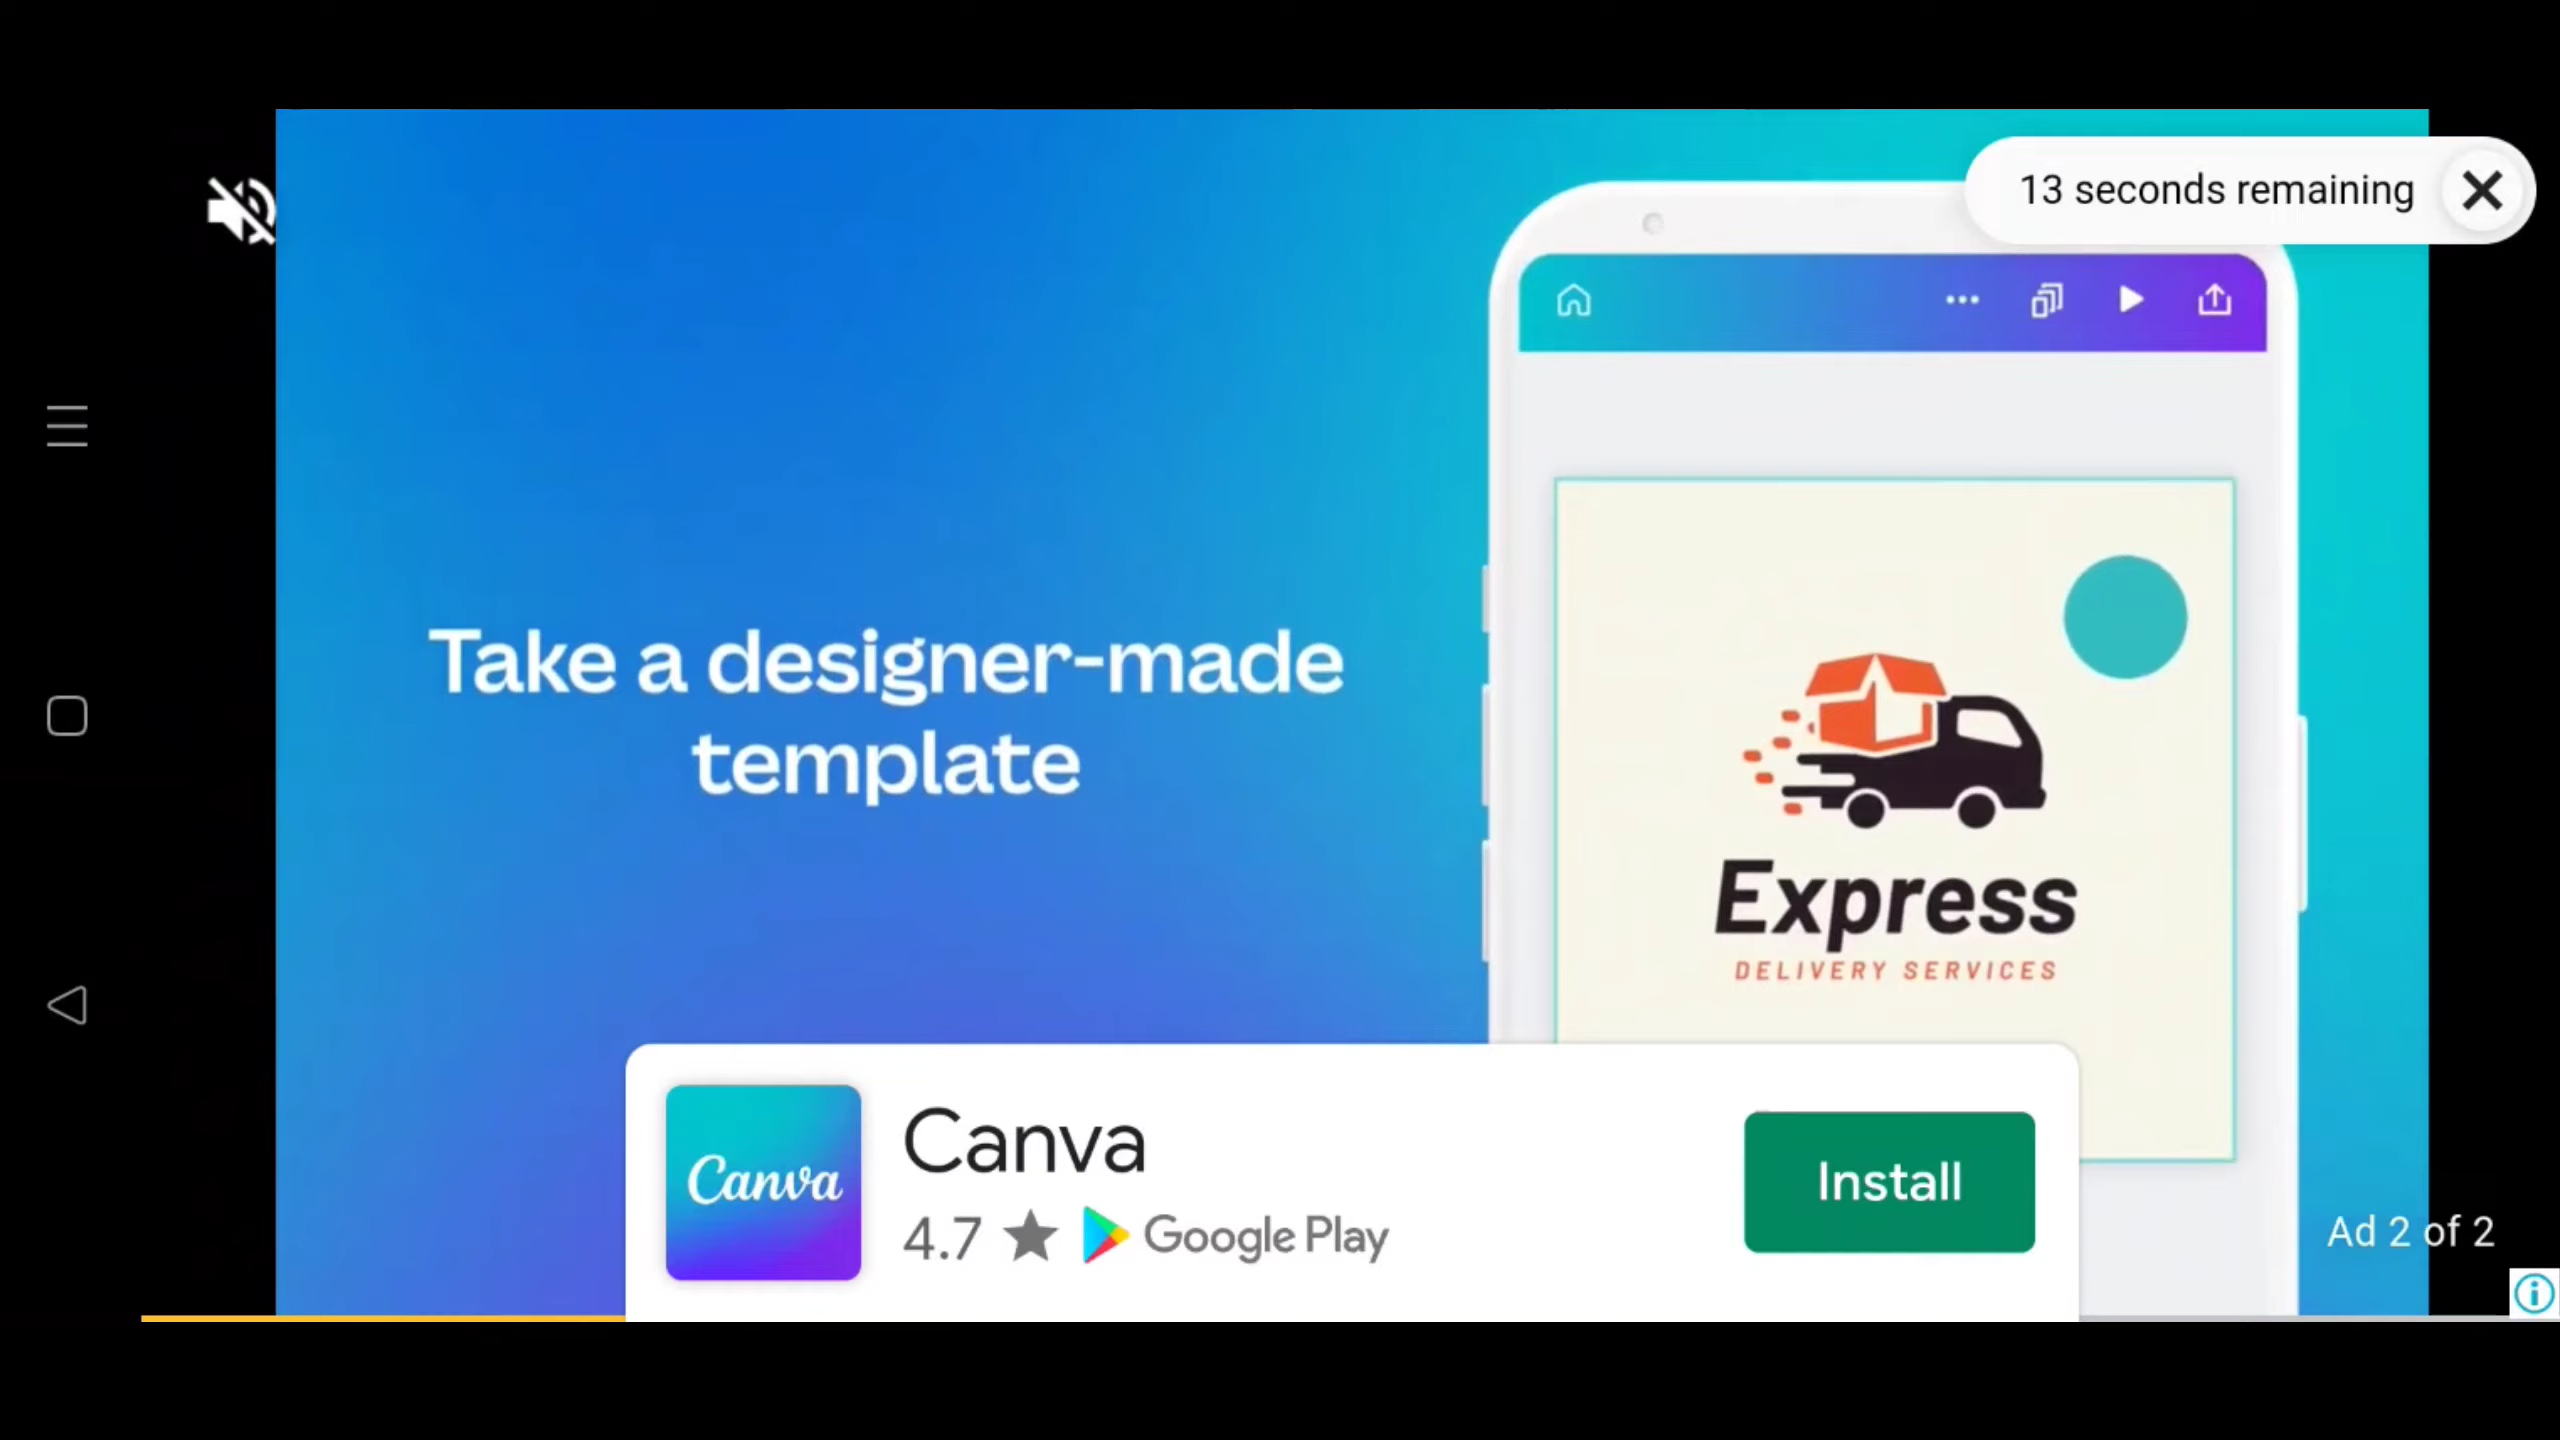 13 seconds remaining
Take a designer-made
template
Express
DELIVERY SERVICES
Canva
Canva
4.7 ★ Google Play
Install
Ad 2 of 2